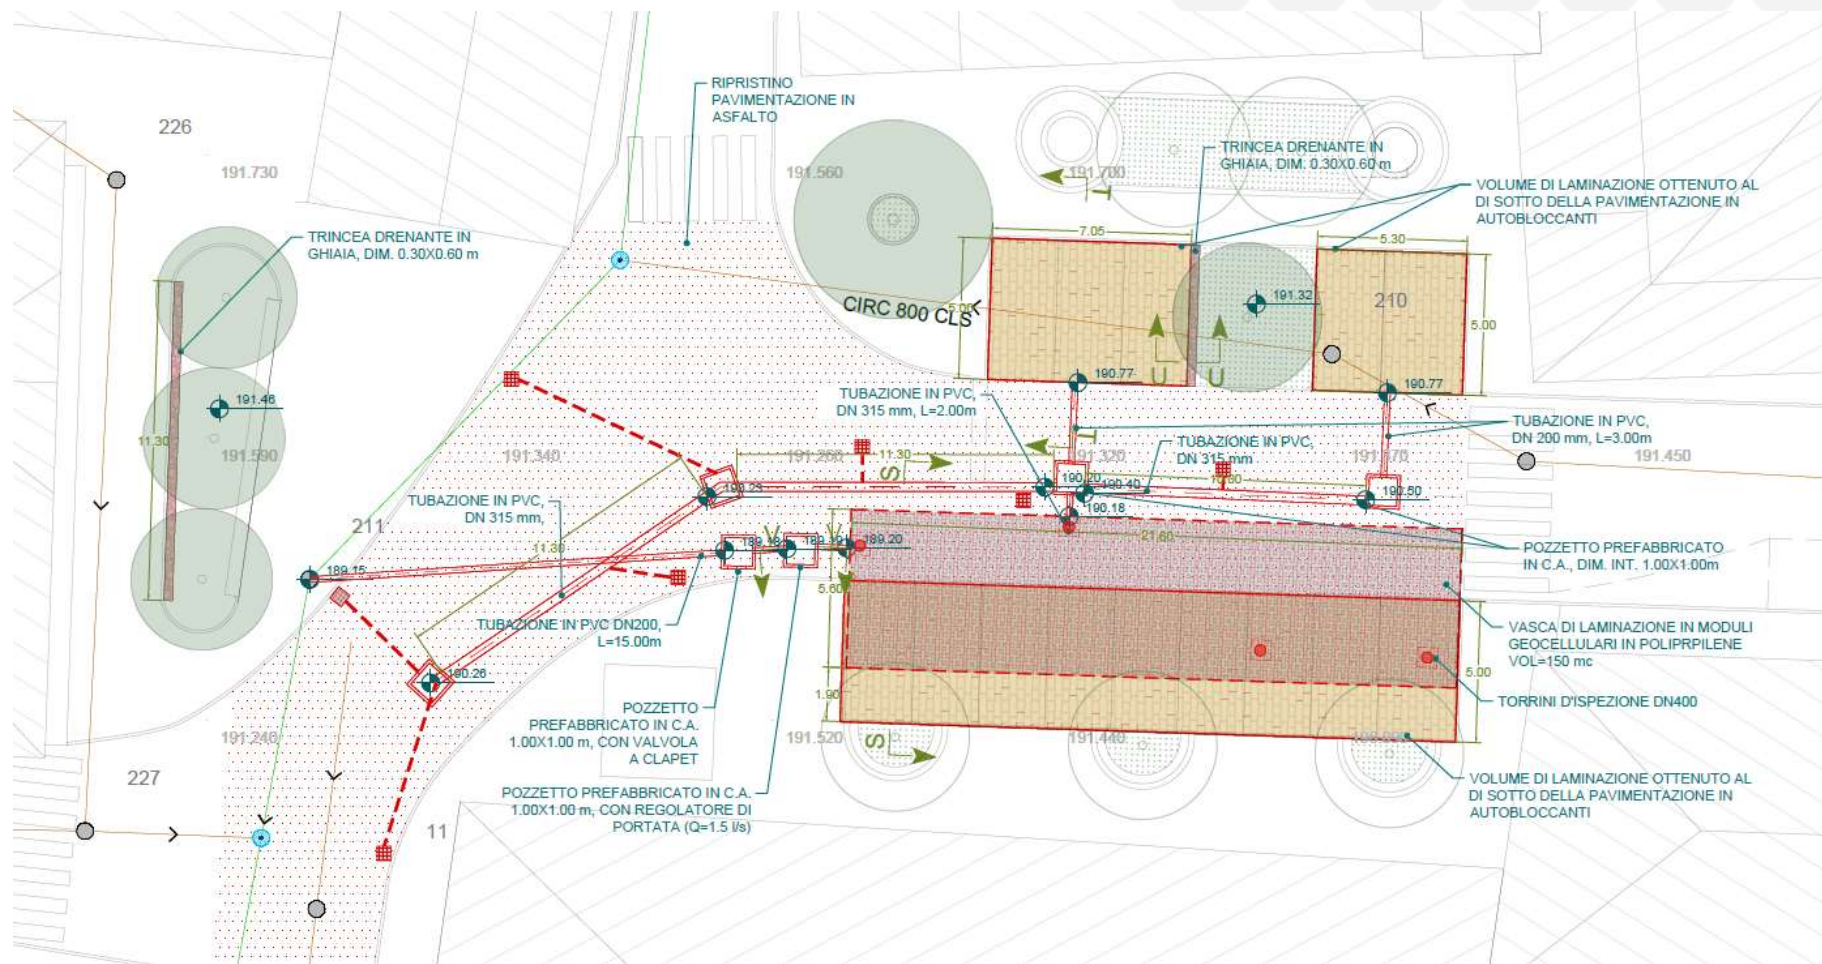 RIPRISTINO
PAVIMENTAZIONE IN
ASFALTO
226
191.730
191.560
191.700
TRINCEA DRENANTE IN
GHIAIA, DIM. 0.30X0.60 m
T
VOLUME DI LAMINAZIONE OTTENUTO AL
DI SOTTO DELLA PAVIMENTAZIONE IN
AUTOBLOCCANTI
TRINCEA DRENANTE IN
GHIAIA, DIM. 0.30X0.60 m
7.05
5.30
191.32
210
CIRC 800 CLS
5.00
5.00
U
U
190.77
190.77
TUBAZIONE IN PVC,
DN 315 mm, L=2.00m
191.46
11.30
191.590
191.340
191.260
11.30
T
191.320
TUBAZIONE IN PVC,
DN 315 mm
TUBAZIONE IN PVC,
DN 200 mm, L=3.00m
191.450
S
190.23
190.20
190.40
190.50
190.18
TUBAZIONE IN PVC,
DN 315 mm,
211
11.30
V
V
189.20
21.60
POZZETTO PREFABBRICATO
IN C.A., DIM. INT. 1.00X1.00m
189.15
5.60
TUBAZIONE IN PVC DN200,
L=15.00m
VASCA DI LAMINAZIONE IN MODULI
GEOCELLULARI IN POLIPRPILENE
VOL=150 mc
190.26
5.00
1.90
TORRINI D'ISPEZIONE DN400
POZZETTO
PREFABBRICATO IN C.A.
1.00X1.00 m, CON VALVOLA
A CLAPET
191.240
191.520
S
191.440
227
POZZETTO PREFABBRICATO IN C.A.
1.00X1.00 m, CON REGOLATORE DI
PORTATA (Q=1.5 l/s)
VOLUME DI LAMINAZIONE OTTENUTO AL
DI SOTTO DELLA PAVIMENTAZIONE IN
AUTOBLOCCANTI
11